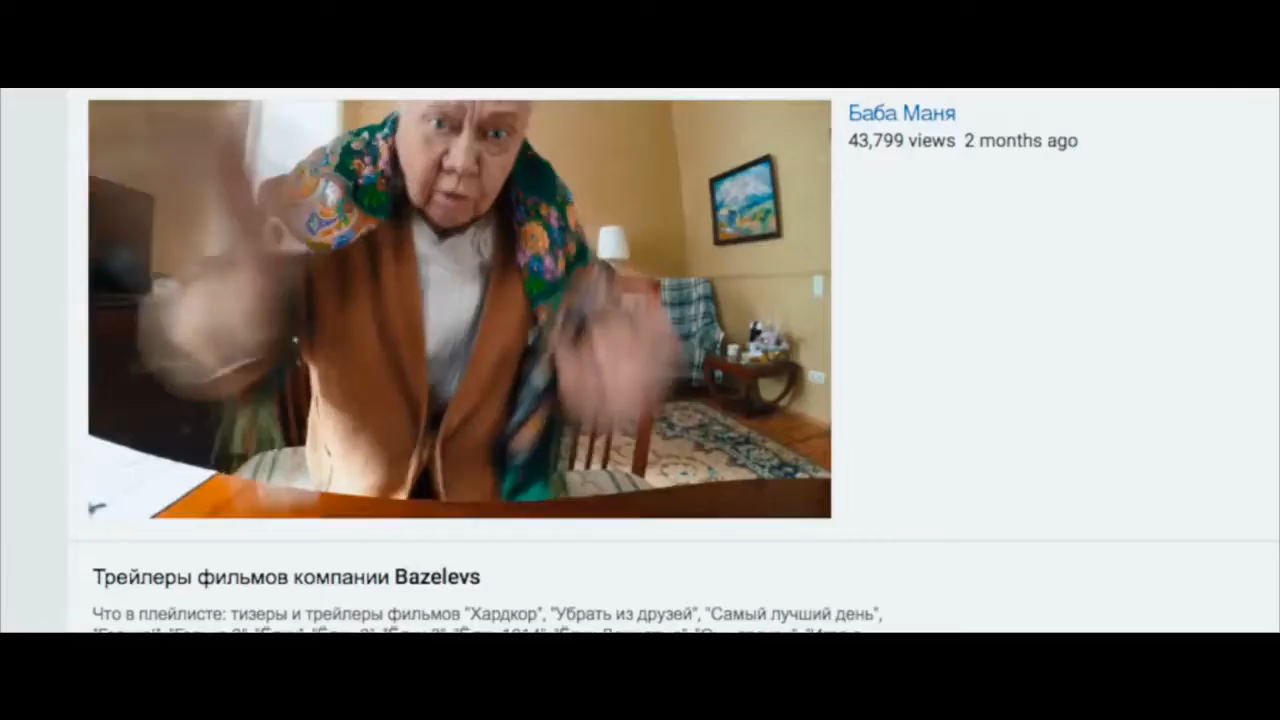 Баба Маня
43,799 views 2 months ago
Трейлеры фильмов компании Bazelevs
Что в плейлисте: тизеры и трейлеры фильмов "Хардкор", "Убрать из друзей", "Самый лучший день",